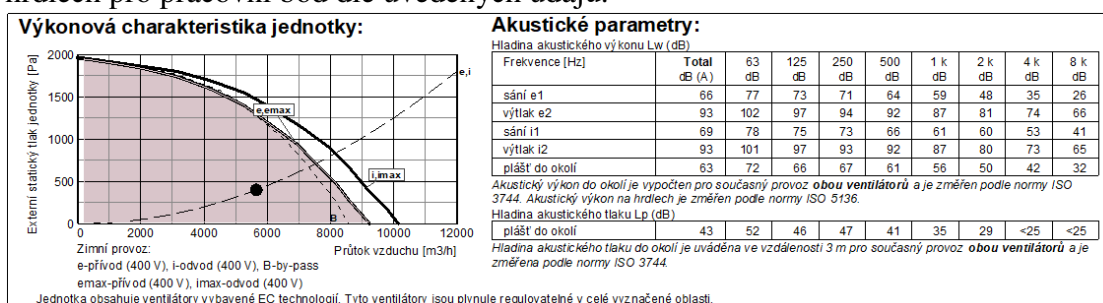 hrdlech pro pracovní bod dle uvedených údajů.
Výkonová charakteristika jednotky:
Externí statický tlak jednotky [Pa]
2000
1500
1000
500
0
e,i
e,emax
i,imax
B
0 2000 4000 6000 8000 10000 12000
Zimní provoz: Průtok vzduchu [m3/h]
e-přívod (400 V), i-odvod (400 V), B-by-pass
emax-přívod (400 V), imax-odvod (400 V)
Jednotka obsahuje ventilátory vybavené EC technologií. Tyto ventilátory jsou plynule regulovatelné v celé vyznačené oblasti.
Akustické parametry:
Hladina akustického výkonu Lw (dB)
Frekvence [Hz] Total 63 125 250 500 1 k 2 k 4 k 8 k
dB (A) dB dB dB dB dB dB dB dB
sání e1 66 77 73 71 64 59 48 35 26
výtlak e2 93 102 97 94 92 87 81 74 66
sání i1 69 78 75 73 66 61 60 53 41
výtlak i2 93 101 97 93 92 87 80 73 65
plášť do okolí 63 72 66 67 61 56 50 42 32
Akustický výkon do okolí je vypočten pro současný provoz obou ventilátorů a je změřen podle normy ISO
3744. Akustický výkon na hrdlech je změřen podle normy ISO 5136.
Hladina akustického tlaku Lp (dB)
plášť do okolí 43 52 46 47 41 35 29 <25 <25
Hladina akustického tlaku do okolí je uváděna ve vzdálenosti 3 m pro současný provoz obou ventilátorů a je
změřena podle normy ISO 3744.